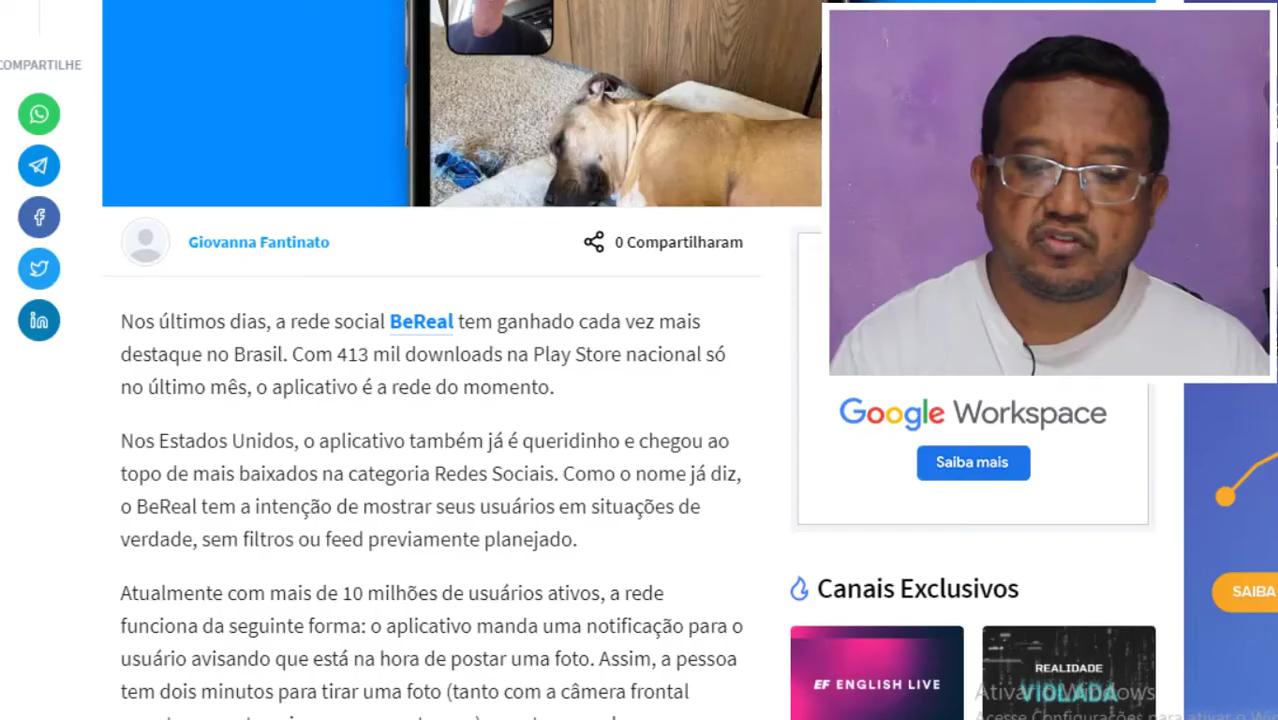 COMPARTILHE
Giovanna Fantinato
0 Compartilharam
Nos últimos dias, a rede social BeReal tem ganhado cada vez mais
destaque no Brasil. Com 413 mil downloads na Play Store nacional só
no último mês, o aplicativo é a rede do momento.
Nos Estados Unidos, o aplicativo também já é queridinho e chegou ao
topo de mais baixados na categoria Redes Sociais. Como o nome já diz,
o BeReal tem a intenção de mostrar seus usuários em situações de
verdade, sem filtros ou feed previamente planejado.
Atualmente com mais de 10 milhões de usuários ativos, a rede
funciona da seguinte forma: o aplicativo manda uma notificação para o
usuário avisando que está na hora de postar uma foto. Assim, a pessoa
tem dois minutos para tirar uma foto (tanto com a câmera frontal
Google Workspace
Saiba mais
Canais Exclusivos
EF ENGLISH LIVE
REALIDADE
VIOLADA
SAIBA
Ativar o Windows
Acesse Configurações para ativar o